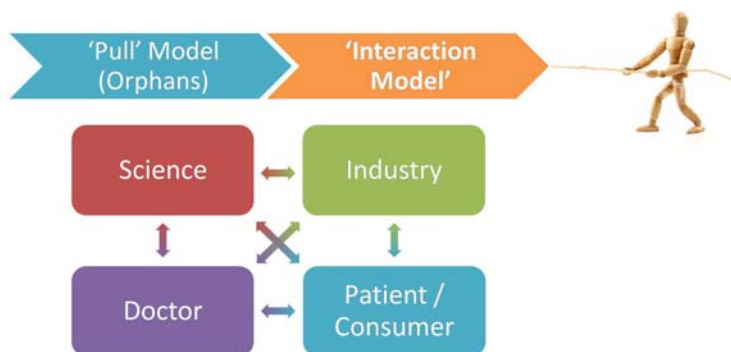 ‘Pull’ Model
(Orphans)
‘Interaction
Model’
Science
Industry
Doctor
Patient /
Consumer